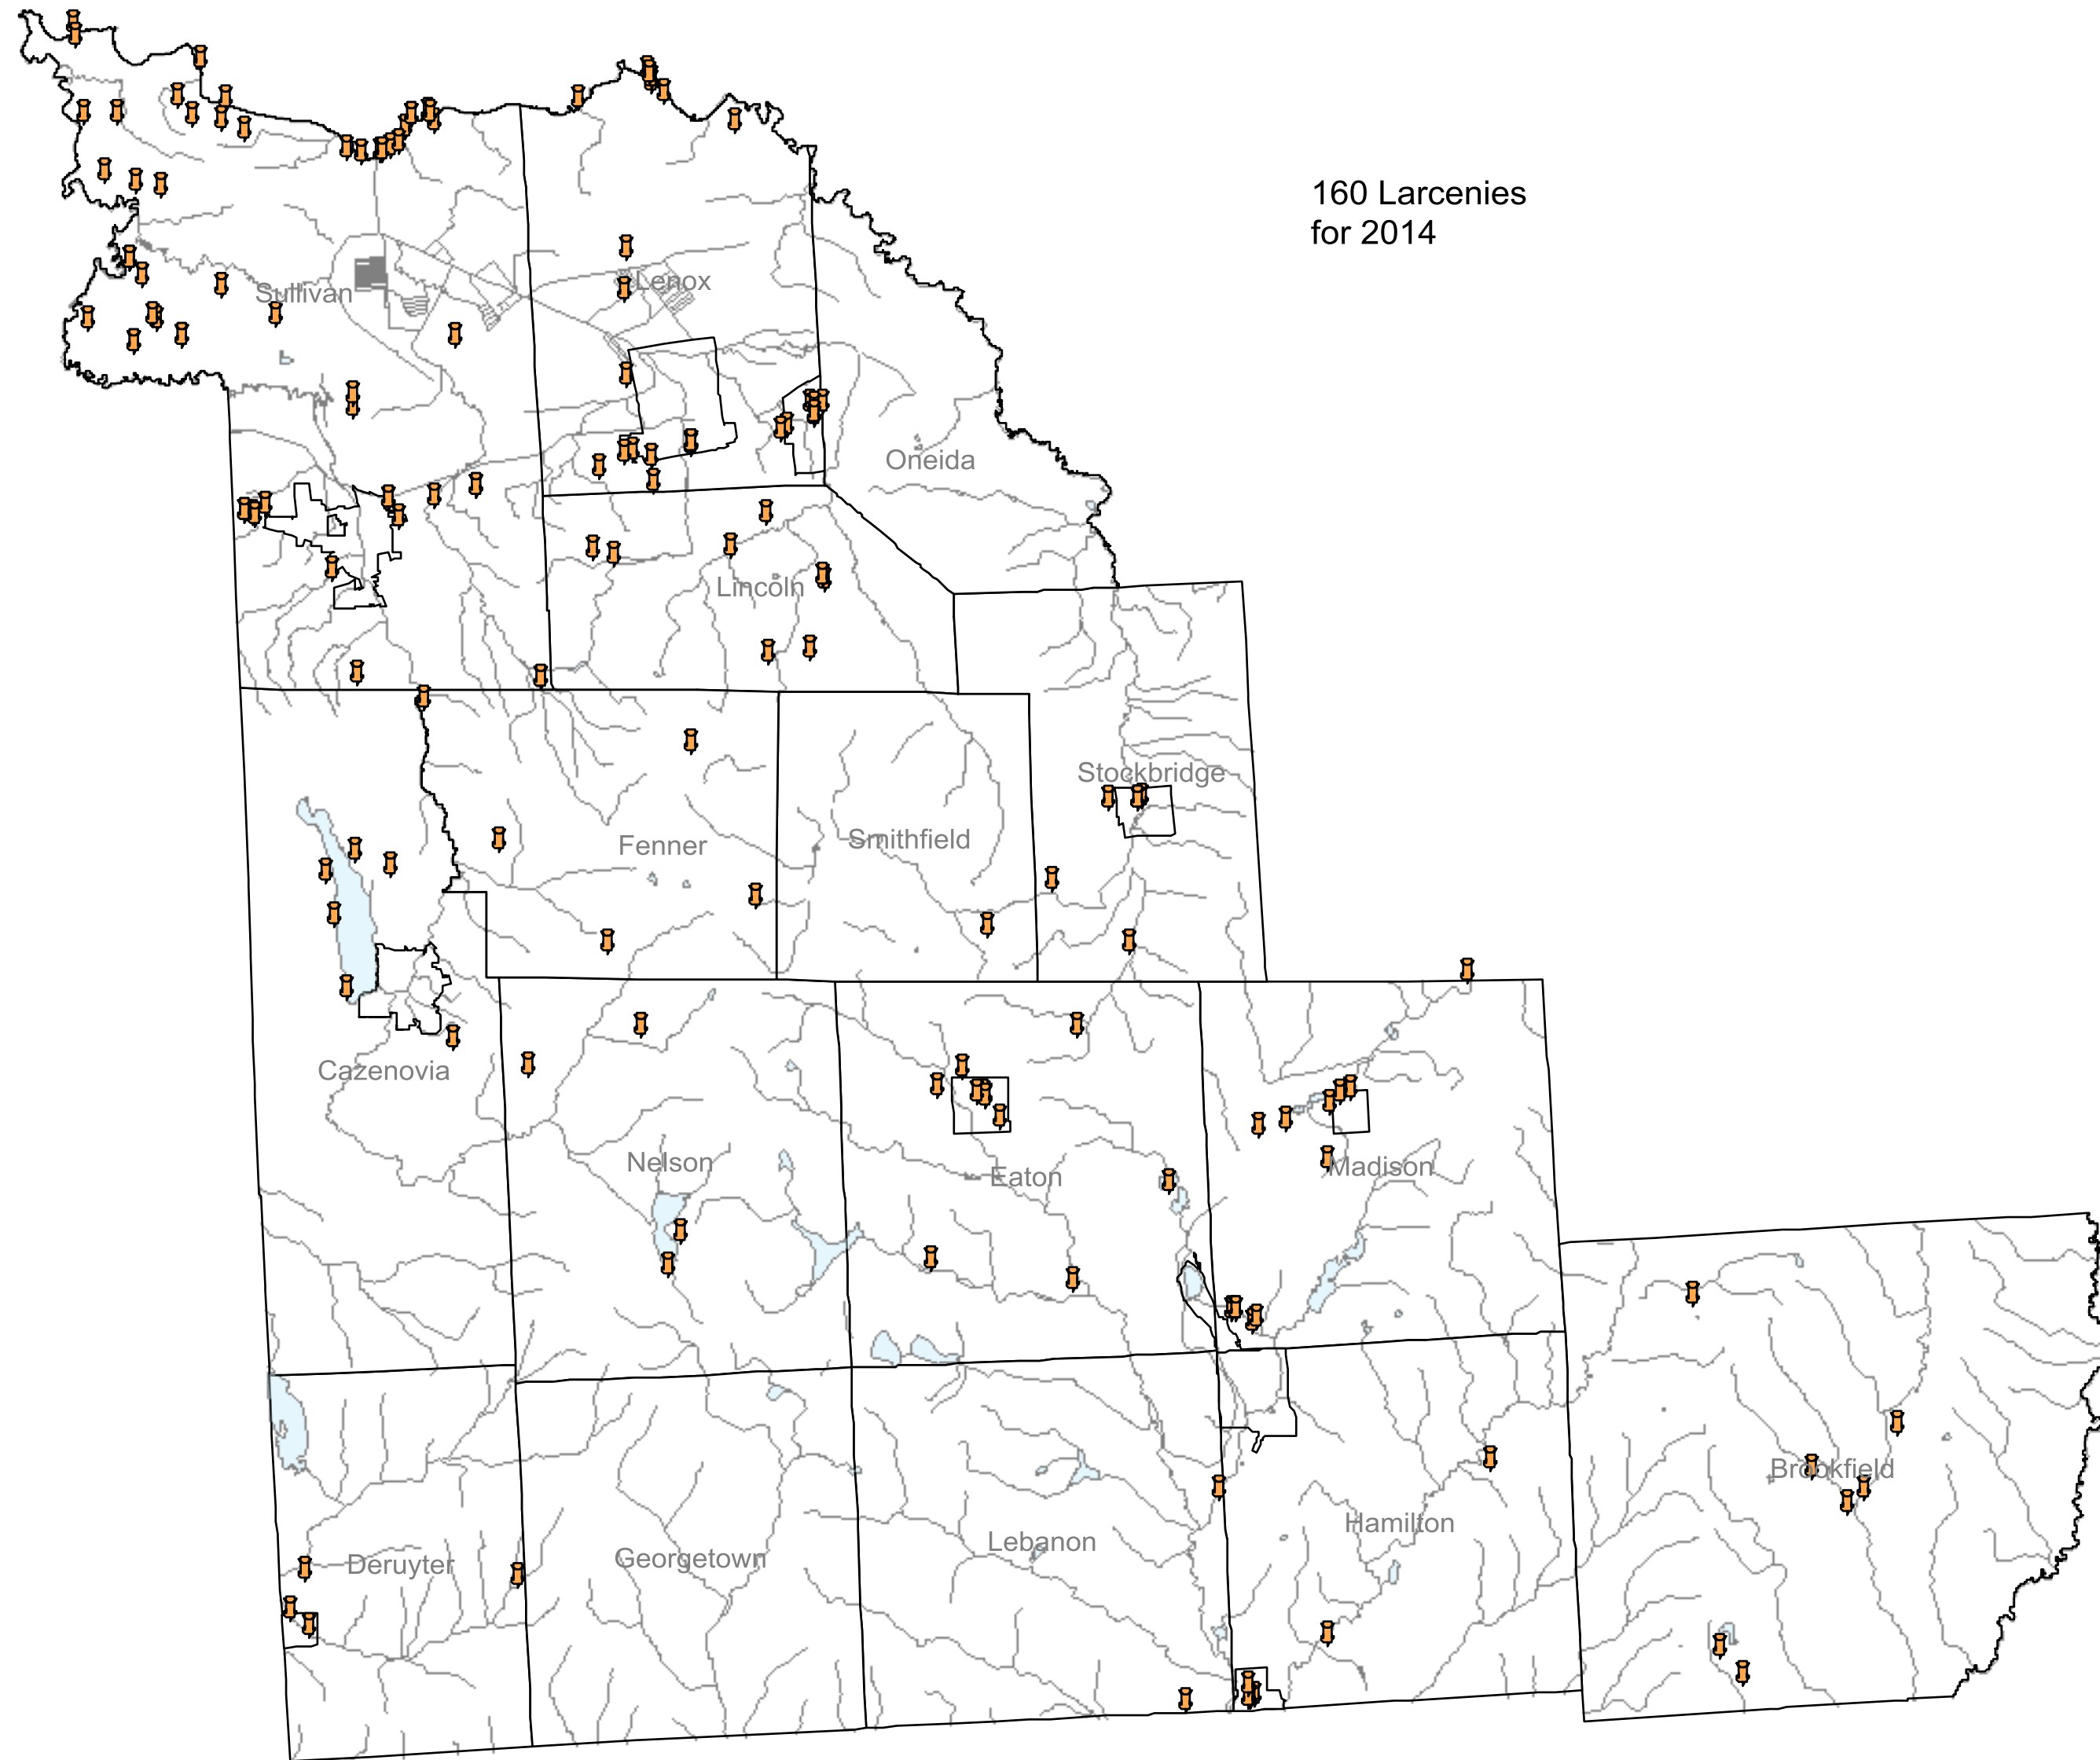 160 Larcenies
for 2014
Sullivan
Lenox
Oneida
Lincoln
Stockbridge
Fenner
Smithfield
Cazenovia
Nelson
Eaton
Madison
Brookfield
Deruyter
Georgetown
Lebanon
Hamilton